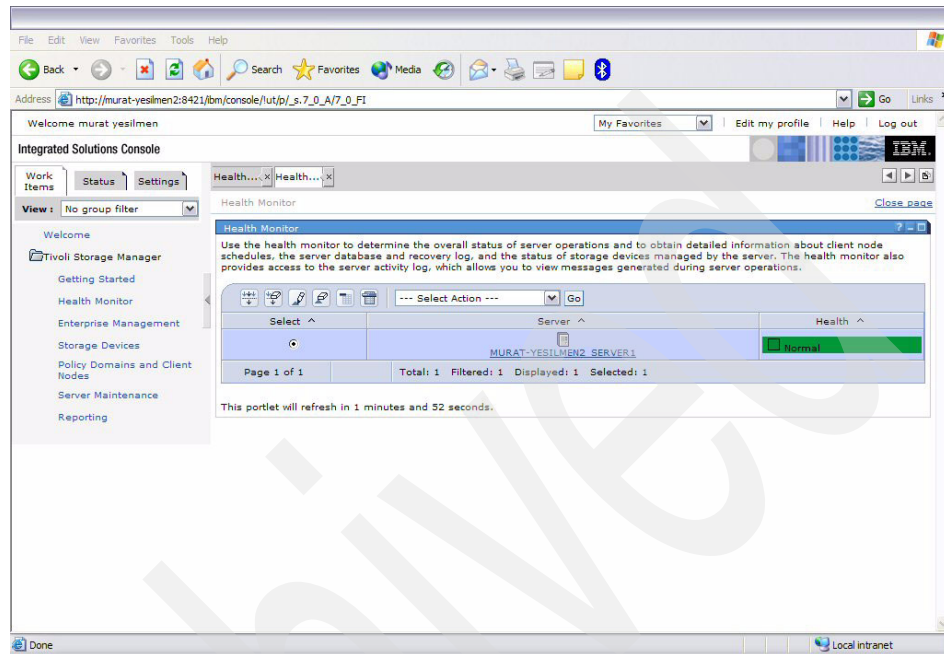 File Edit View Favorites Tools Help
Back Search Favorites Media
Address http://murat-yesilmen2:8421/ibm/console/!ut/p/_s.7_0_A/7_0_FI Go Links
Welcome murat yesilmen My Favorites Edit my profile Help Log out
Integrated Solutions Console IBM.
Work Items Status Settings Health... x Health... x
View : No group filter Health Monitor Close page
Welcome
Tivoli Storage Manager
Getting Started
Health Monitor
Enterprise Management
Storage Devices
Policy Domains and Client
Nodes
Server Maintenance
Reporting
Health Monitor
Use the health monitor to determine the overall status of server operations and to obtain detailed information about client node
schedules, the server database and recovery log, and the status of storage devices managed by the server. The health monitor also
provides access to the server activity log, which allows you to view messages generated during server operations.
--- Select Action --- Go
Select ^ Server ^ Health ^
MURAT-YESILMEN2_SERVER1 Normal
Page 1 of 1 Total: 1 Filtered: 1 Displayed: 1 Selected: 1
This portlet will refresh in 1 minutes and 52 seconds.
hived
Done Local intranet